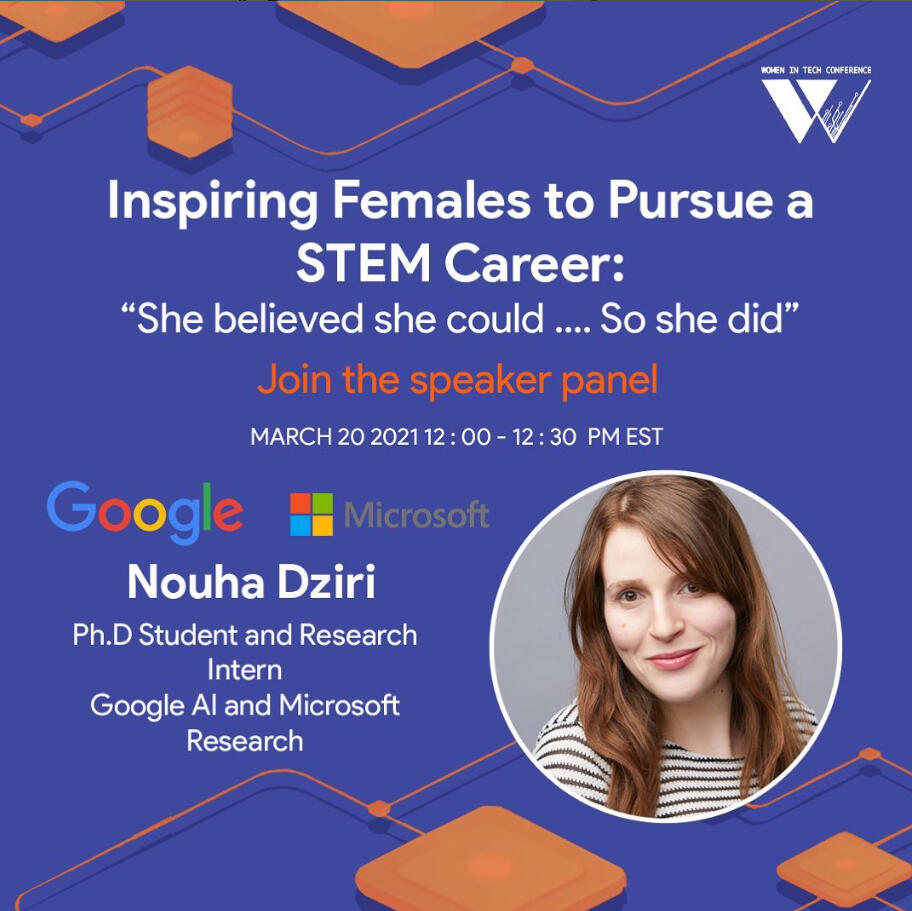 WOMEN IN TECH CONFERENCE
Inspiring Females to Pursue a
STEM Career:
“She believed she could .... So she did”
Join the speaker panel
MARCH 20 2021 12 : 00 - 12 : 30 PM EST
Google Microsoft
Nouha Dziri
Ph.D Student and Research
Intern
Google AI and Microsoft
Research